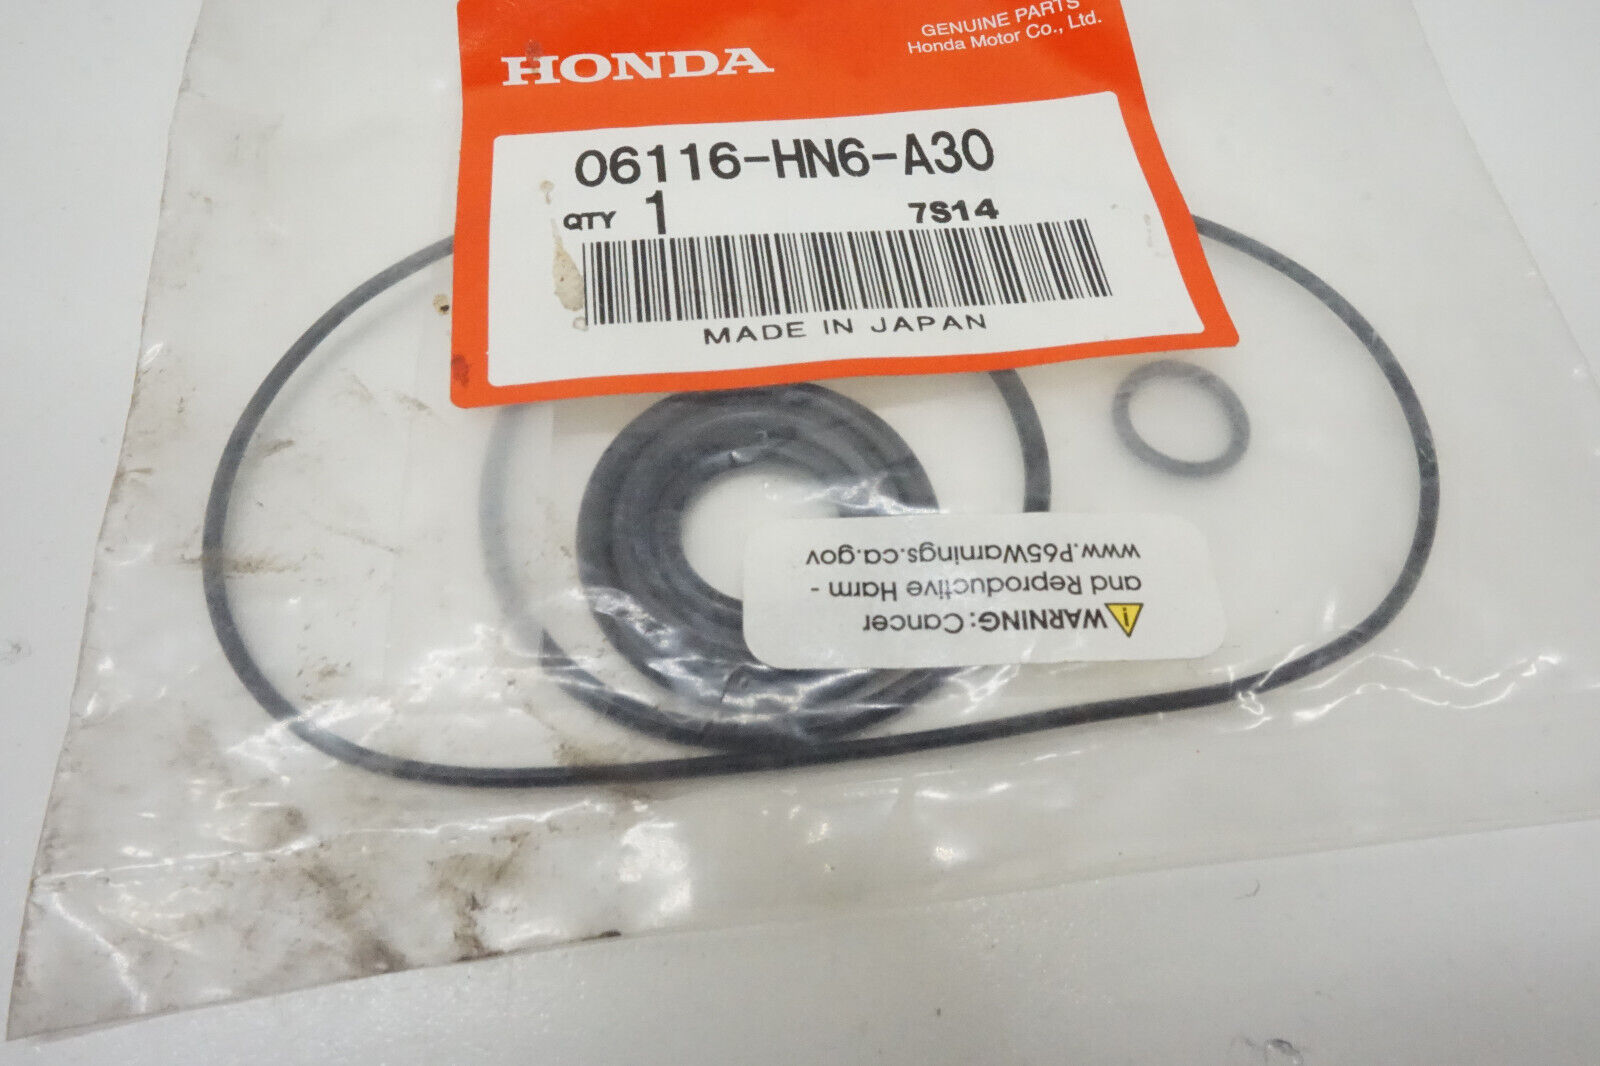 HONDA
GENUINE PARTS
Honda Motor Co., Ltd.
06116-HN6-A30
QTY 1 7S14
MADE IN JAPAN
WARNING: Cancer
and Reproductive Harm -
www.P65Warnings.ca.gov